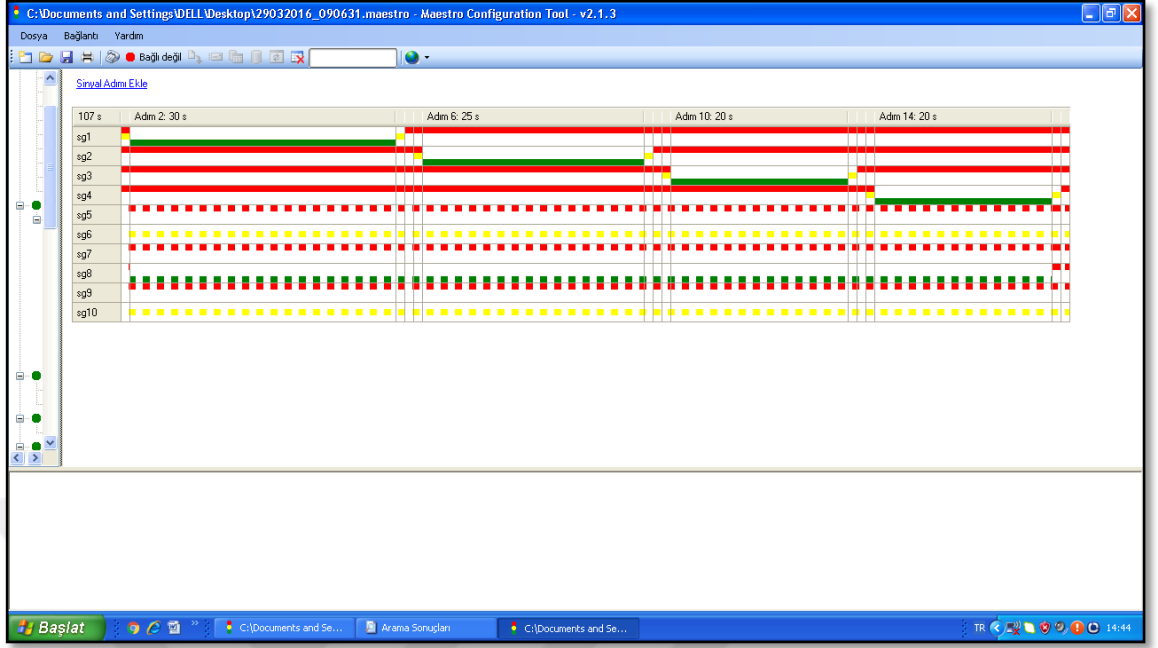 C:\Documents and Settings\DELL\Desktop\29032016_090631.maestro - Maestro Configuration Tool - v2.1.3
Dosya Bağlantı Yardım
Bağlı değil
Sinyal Adımı Ekle
107 s Adım 2: 30 s Adım 6: 25 s Adım 10: 20 s Adım 14: 20 s
sg1
sg2
sg3
sg4
sg5
sg6
sg7
sg8
sg9
sg10
Başlat C:\Documents and Se... Arama Sonuçları C:\Documents and Se... TR 14:44